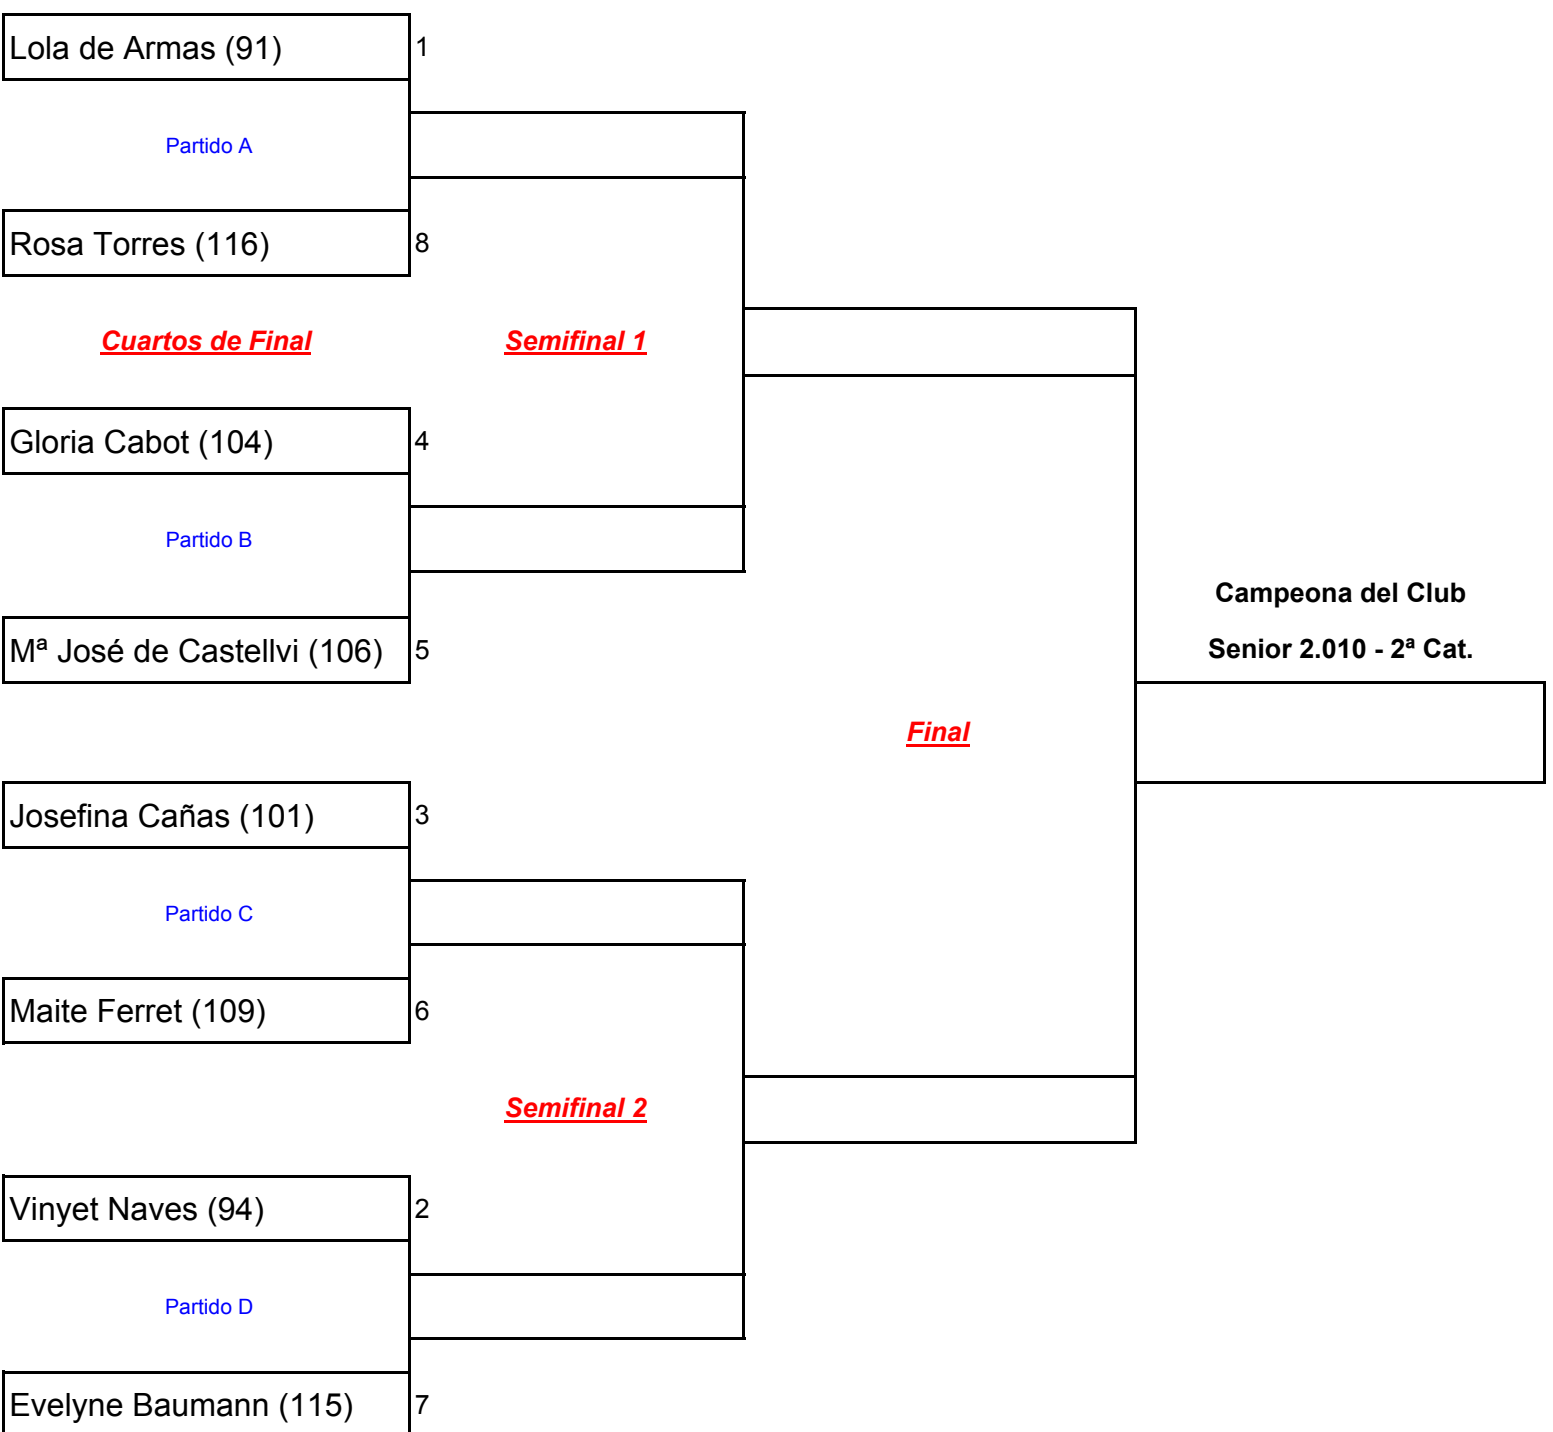 Lola de Armas (91) 1
Partido A
Rosa Torres (116) 8
Cuartos de Final Semifinal 1
Gloria Cabot (104) 4
Partido B
Campeona del Club
Mª José de Castellvi (106) 5 Senior 2.010 - 2ª Cat.
Final
Josefina Cañas (101) 3
Partido C
Maite Ferret (109) 6
Semifinal 2
Vinyet Naves (94) 2
Partido D
Evelyne Baumann (115) 7